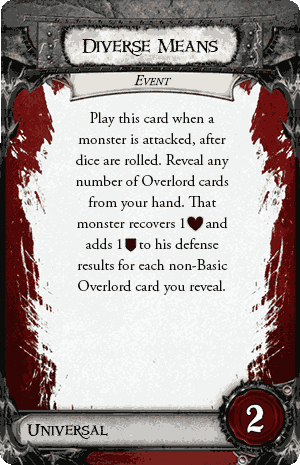 Diverse Means
Event
Play this card when a
monster is attacked, after
dice are rolled. Reveal any
number of Overlord cards
from your hand. That
monster recovers 1 and
adds 1 to his defense
results for each non-Basic
Overlord card you reveal.
Universal
2